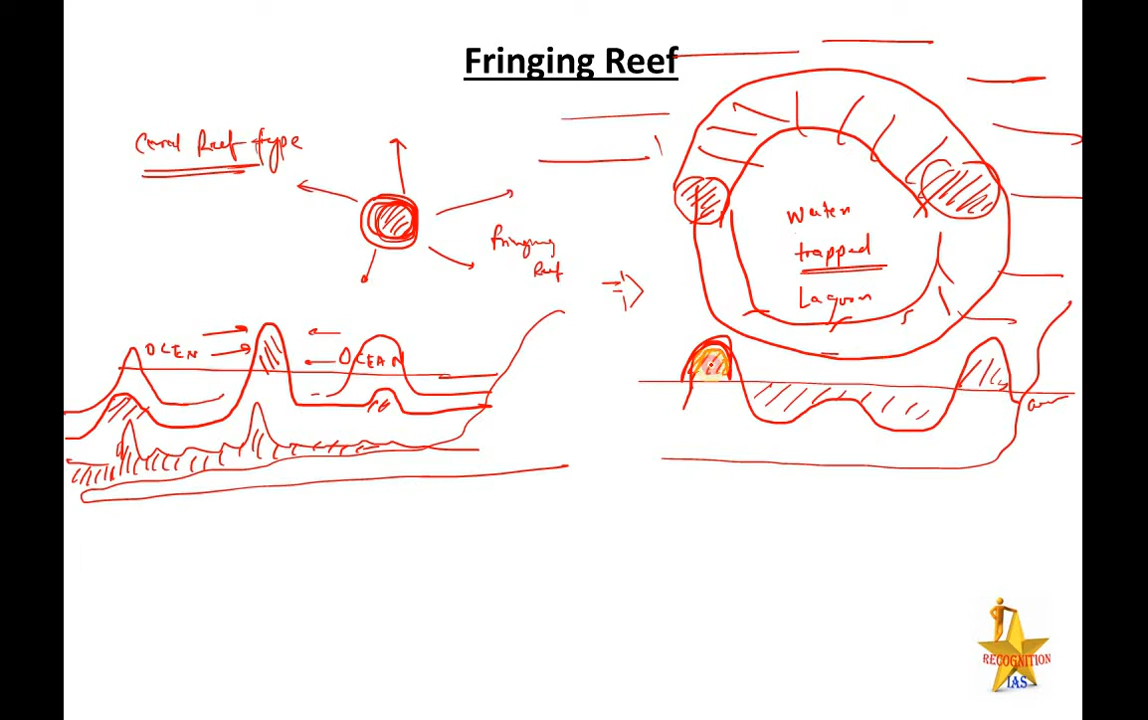 Fringing Reef
Coral Reef type
Fringing
Reef
Water
trapped
Lagoon
OCEN
OCEAN
RECOGNITION
IAS